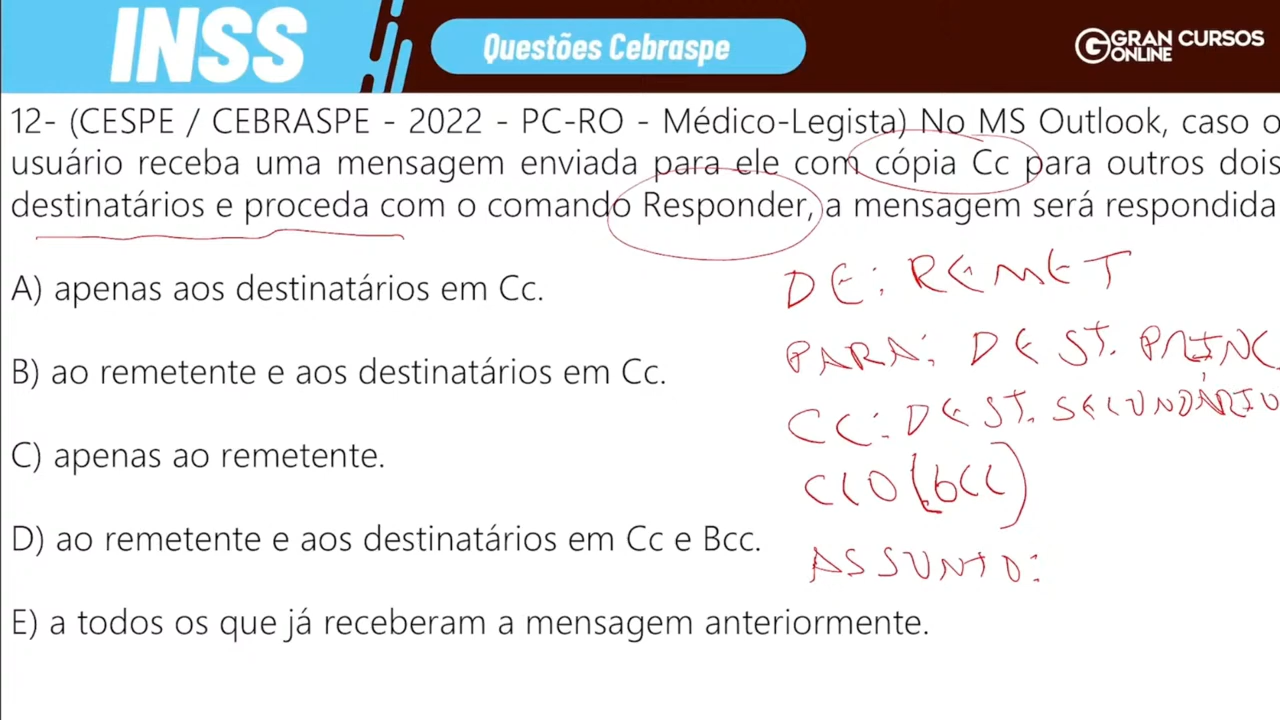 INSS
Questões Cebraspe
GRAN CURSOS
ONLINE
12- (CESPE / CEBRASPE - 2022 - PC-RO - Médico-Legista) No MS Outlook, caso o
usuário receba uma mensagem enviada para ele com cópia Cc para outros dois
destinatários e proceda com o comando Responder, a mensagem será respondida
A) apenas aos destinatários em Cc.
DE: REMET
PARA: DEST. PRINC
B) ao remetente e aos destinatários em Cc.
CC: DEST. SECUNDÁRIO
C) apenas ao remetente.
CCO (BCC)
D) ao remetente e aos destinatários em Cc e Bcc.
ASSUNTO:
E) a todos os que já receberam a mensagem anteriormente.